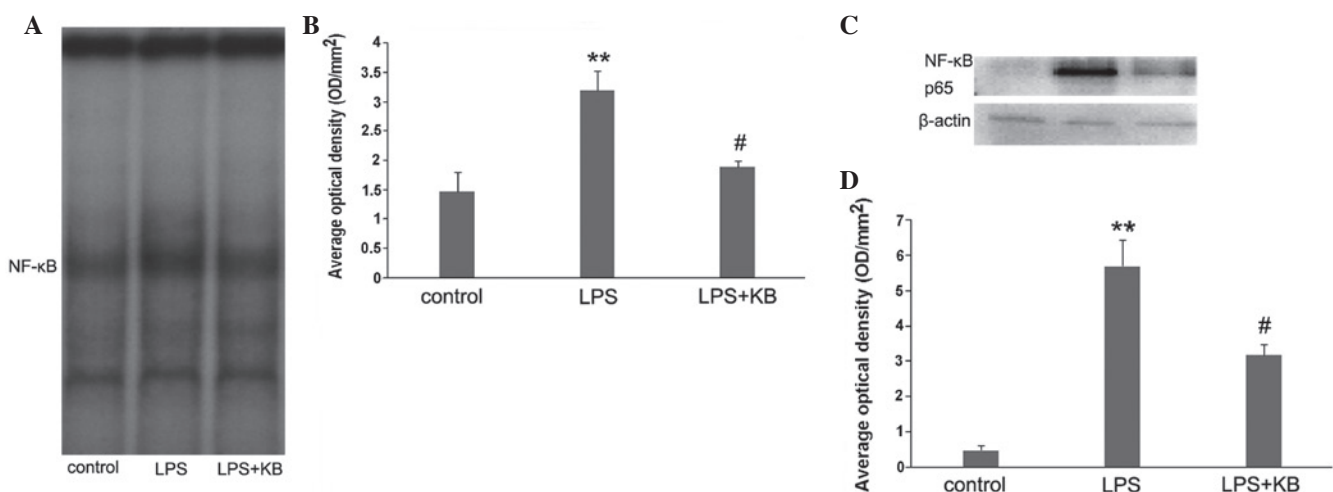 A
NF-κB
control LPS LPS+KB
B
Average optical density (OD/mm²)
4
3.5
3
2.5
2
1.5
1
0.5
0
**
#
control LPS LPS+KB
C
NF-κB
p65
β-actin
D
Average optical density (OD/mm²)
7
6
5
4
3
2
1
0
**
#
control LPS LPS+KB